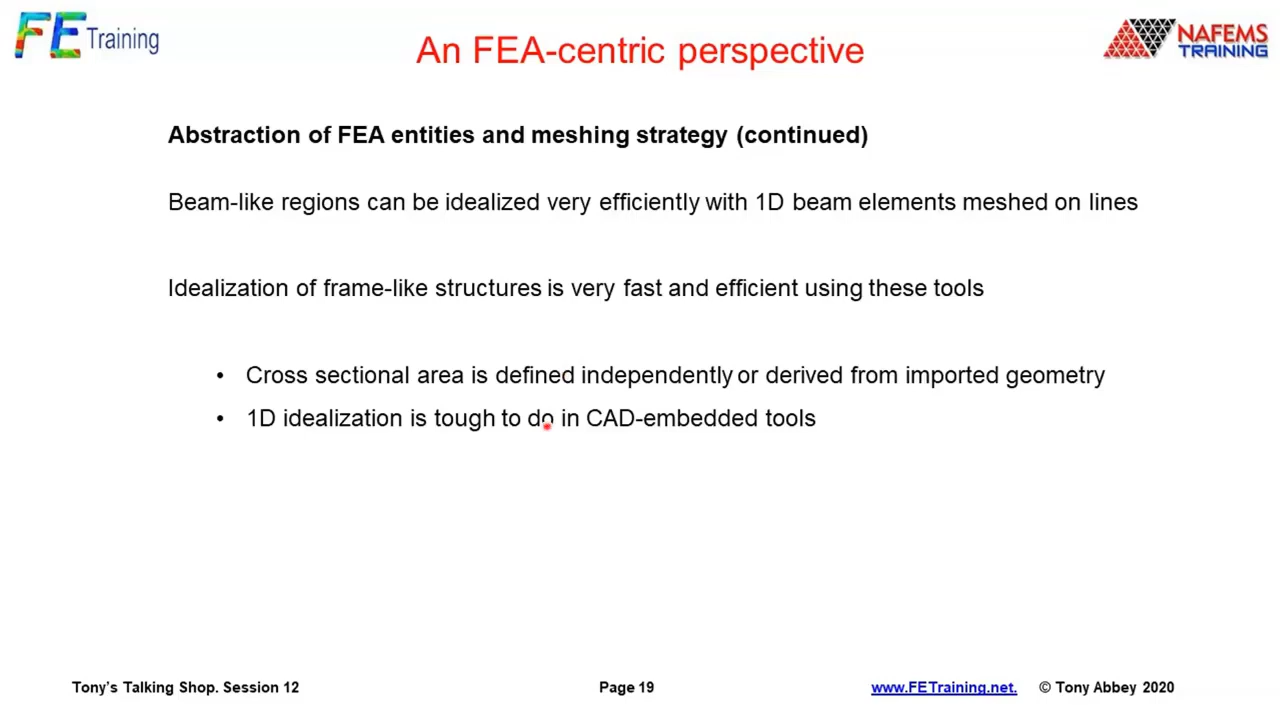 FE Training
An FEA-centric perspective
NAFEMS
TRAINING
Abstraction of FEA entities and meshing strategy (continued)
Beam-like regions can be idealized very efficiently with 1D beam elements meshed on lines
Idealization of frame-like structures is very fast and efficient using these tools
• Cross sectional area is defined independently or derived from imported geometry
• 1D idealization is tough to do in CAD-embedded tools
Tony's Talking Shop. Session 12 Page 19 www.FETraining.net. © Tony Abbey 2020